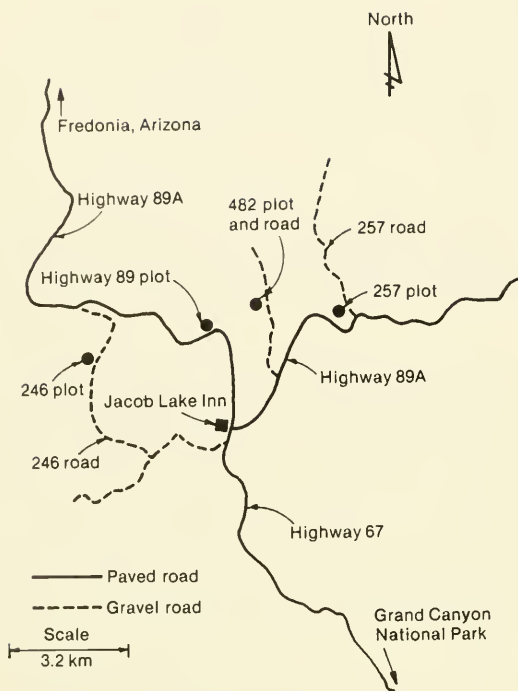 North
Fredonia, Arizona
Highway 89A
482 plot
and road
257 road
Highway 89 plot
257 plot
246 plot
Highway 89A
Jacob Lake Inn
246 road
Highway 67
Paved road
Gravel road
Scale
3.2 km
Grand Canyon
National Park